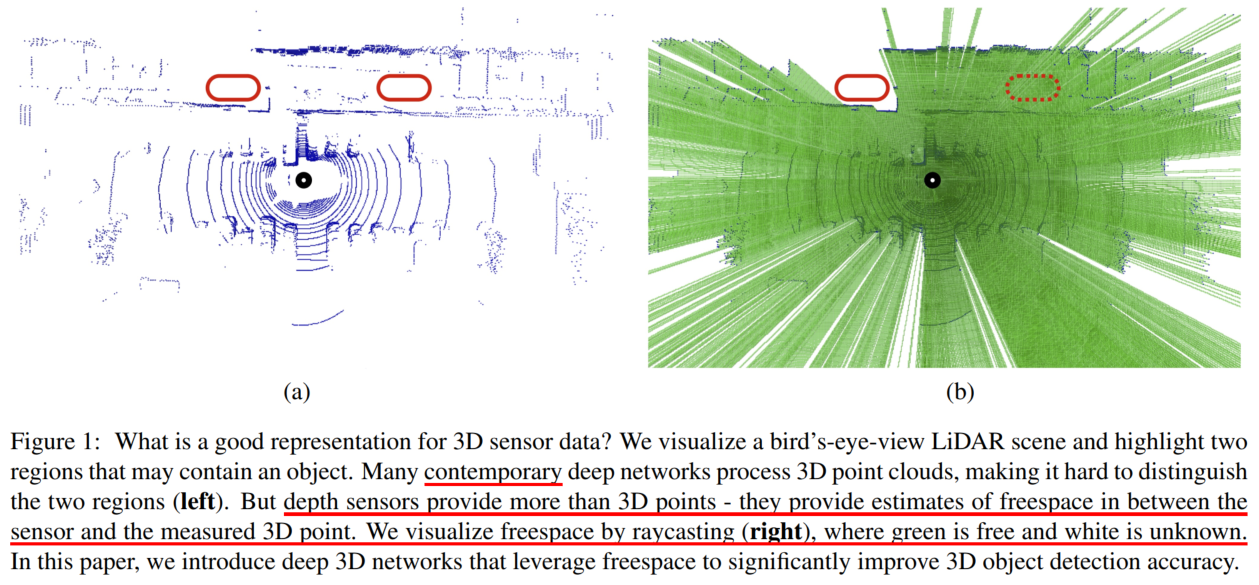 (a)
(b)
Figure 1: What is a good representation for 3D sensor data? We visualize a bird's-eye-view LiDAR scene and highlight two
regions that may contain an object. Many contemporary deep networks process 3D point clouds, making it hard to distinguish
the two regions (left). But depth sensors provide more than 3D points - they provide estimates of freespace in between the
sensor and the measured 3D point. We visualize freespace by raycasting (right), where green is free and white is unknown.
In this paper, we introduce deep 3D networks that leverage freespace to significantly improve 3D object detection accuracy.